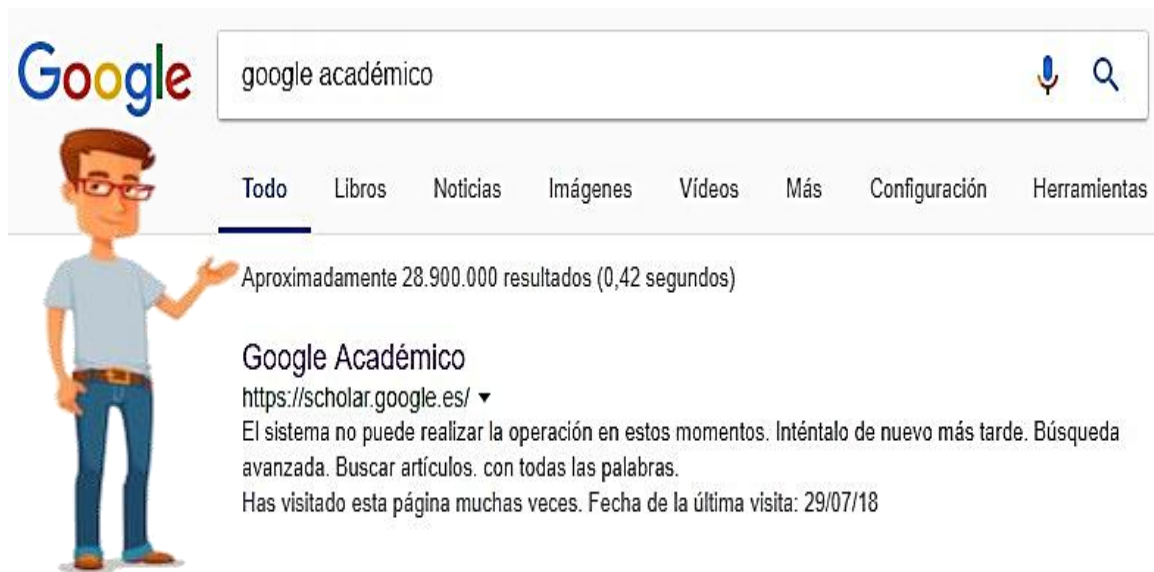 Google
google académico
Todo Libros Noticias Imágenes Vídeos Más Configuración Herramientas
Aproximadamente 28.900.000 resultados (0,42 segundos)
Google Académico
https://scholar.google.es/
El sistema no puede realizar la operación en estos momentos. Inténtalo de nuevo más tarde. Búsqueda
avanzada. Buscar artículos. con todas las palabras.
Has visitado esta página muchas veces. Fecha de la última visita: 29/07/18